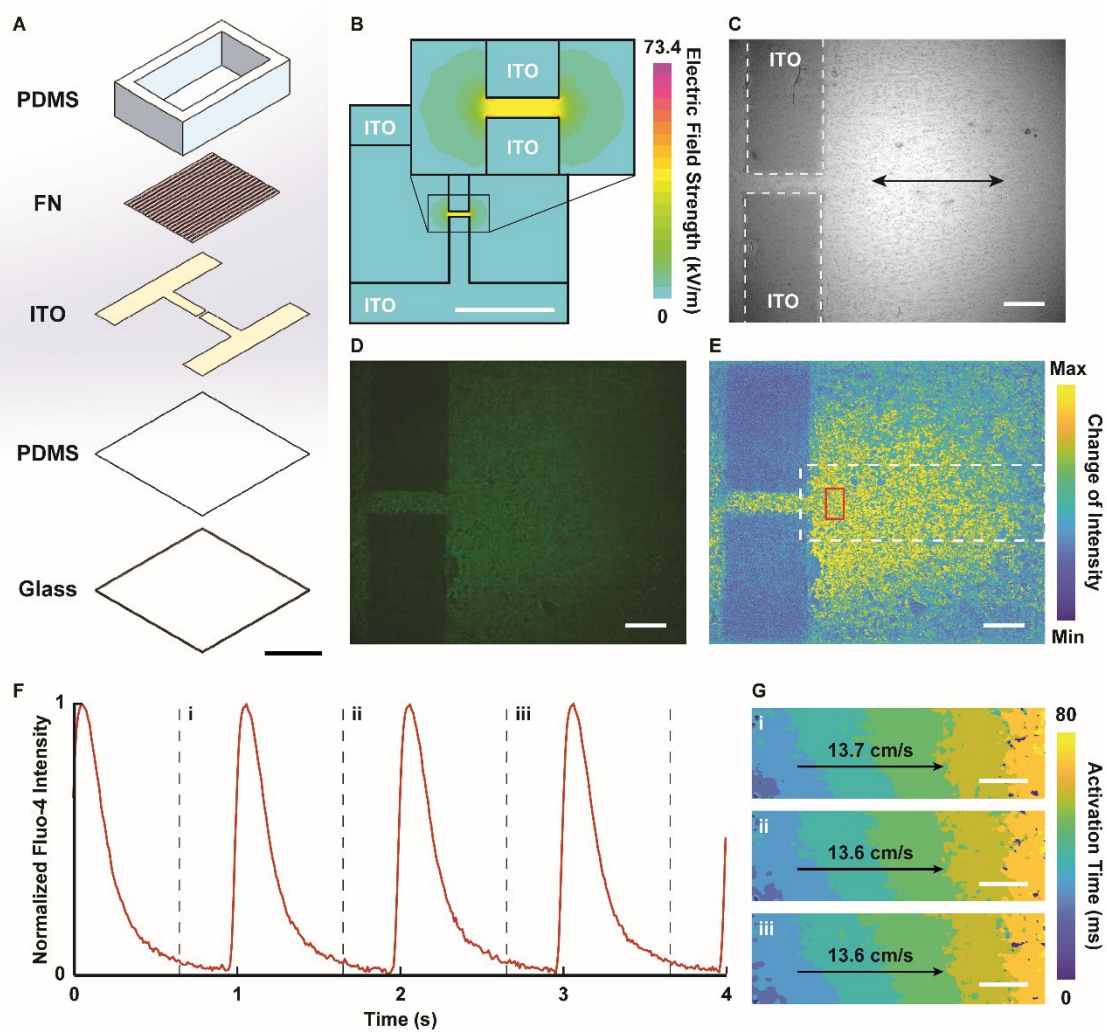 A
PDMS
FN
ITO
PDMS
Glass
B
ITO
ITO
ITO
ITO
73.4
Electric Field Strength (kV/m)
0
C
ITO
ITO
D
E
Max
Change of Intensity
Min
F
Normalized Fluo-4 Intensity
1
0
i
ii
iii
0
1
2
3
4
Time (s)
G
i
13.7 cm/s
ii
13.6 cm/s
iii
13.6 cm/s
80
Activation Time (ms)
0